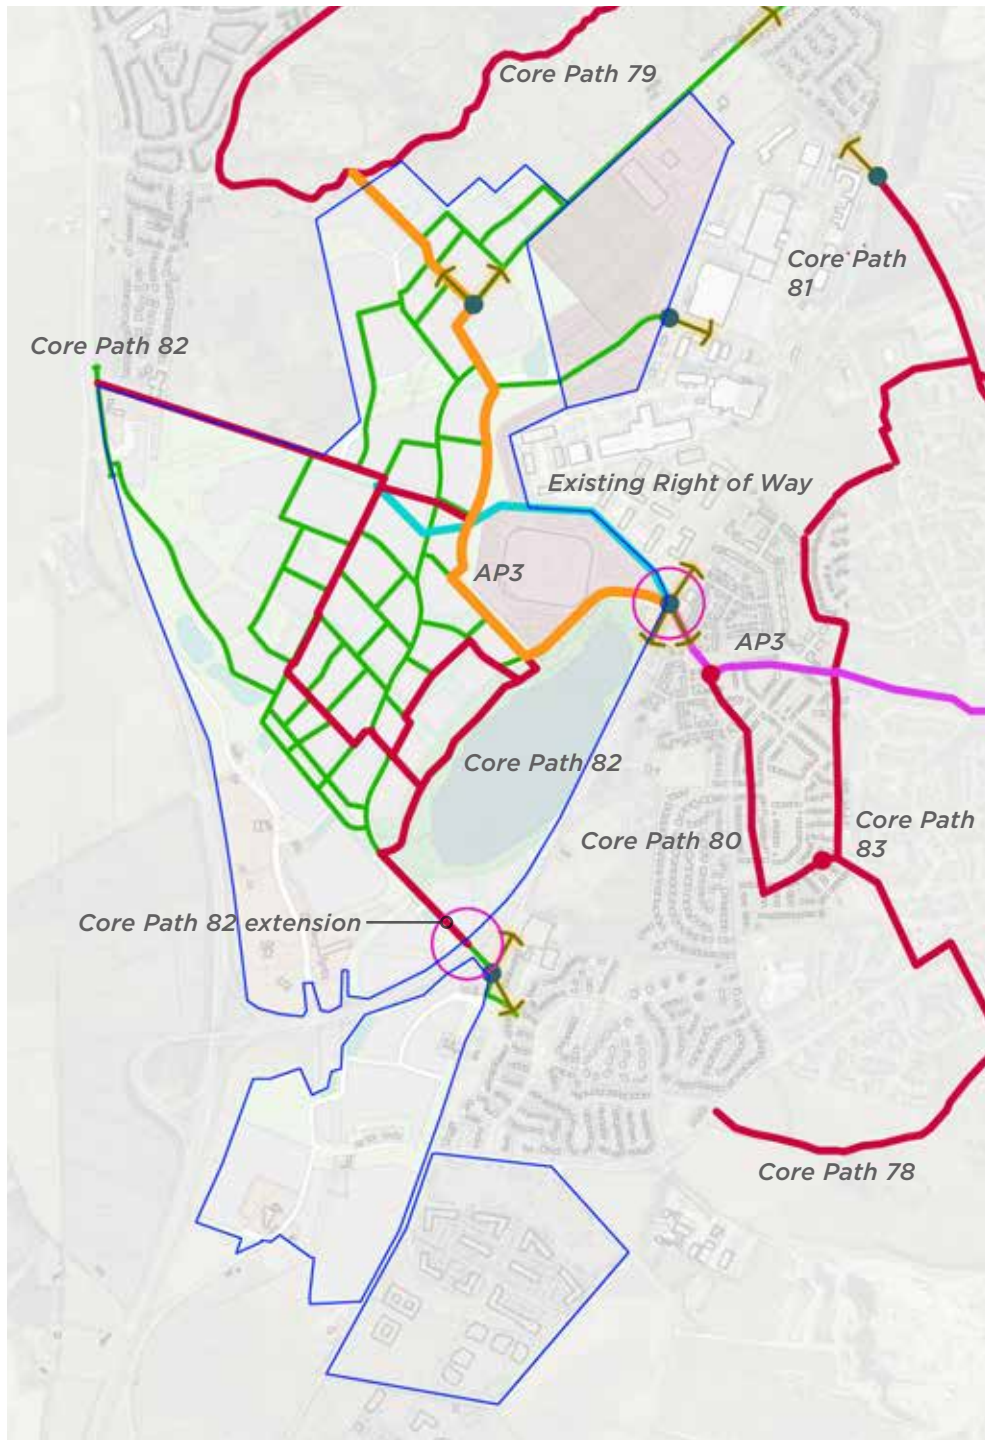 Core Path 79
Core Path
81
Core Path 82
Existing Right of Way
AP3
AP3
Core Path 82
Core Path 80
Core Path
83
Core Path 82 extension
Core Path 78